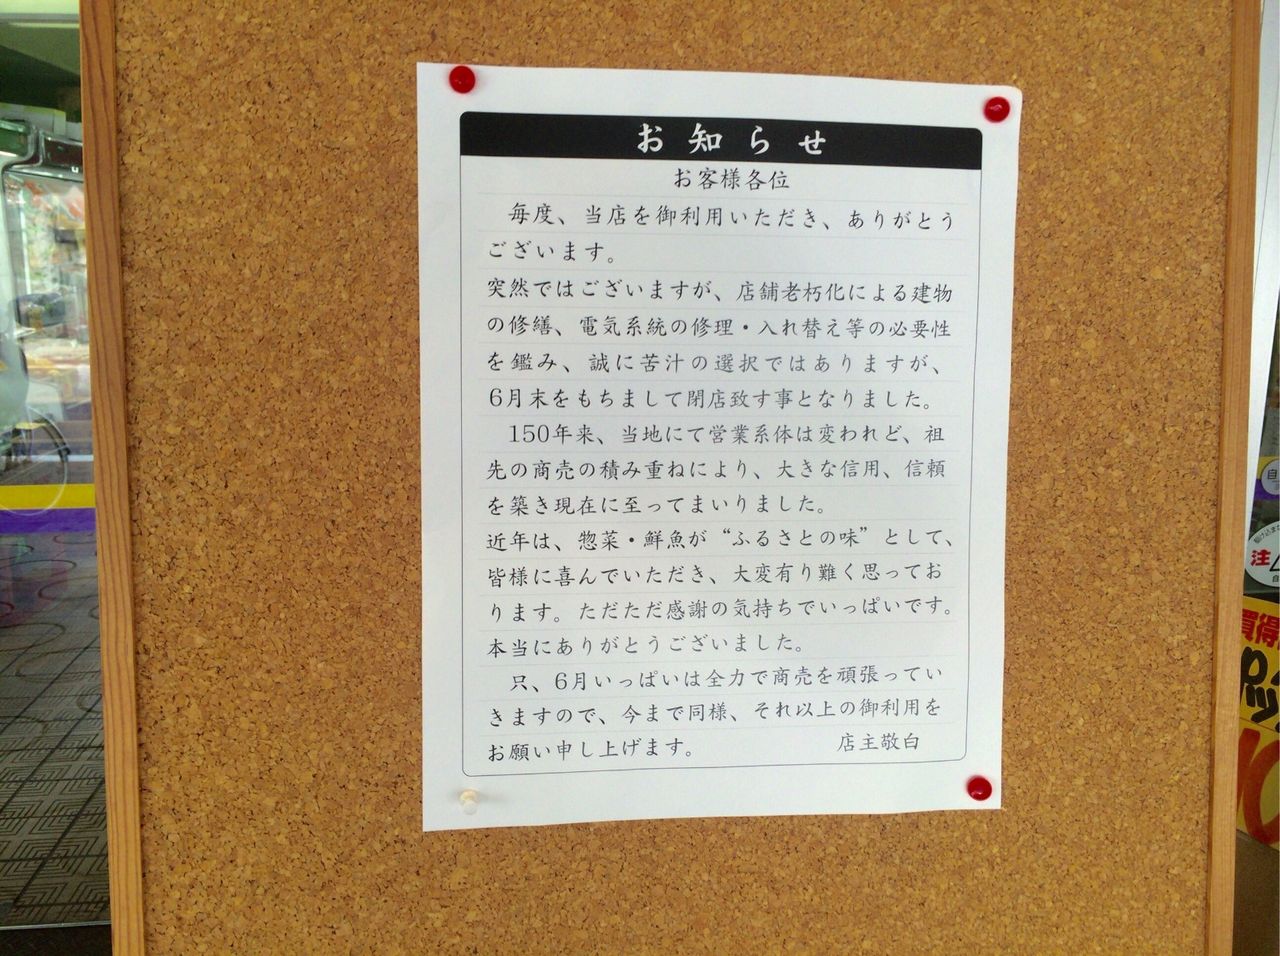 お知らせ
お客様各位
毎度、当店を御利用いただき、ありがとう
ございます。
突然ではございますが、店舗老朽化による建物
の修繕、電気系統の修理・入れ替え等の必要性
を鑑み、誠に苦汁の選択ではありますが、
6月末をもちまして閉店致す事となりました。
150年来、当地にて営業系体は変われど、祖
先の商売の積み重ねにより、大きな信用、信頼
を築き現在に至ってまいりました。
近年は、惣菜・鮮魚が“ふるさとの味”として、
皆様に喜んでいただき、大変有り難く思ってお
ります。ただただ感謝の気持ちでいっぱいです。
本当にありがとうございました。
只、6月いっぱいは全力で商売を頑張ってい
きますので、今まで同様、それ以上の御利用を
お願い申し上げます。 店主敬白
注
買得